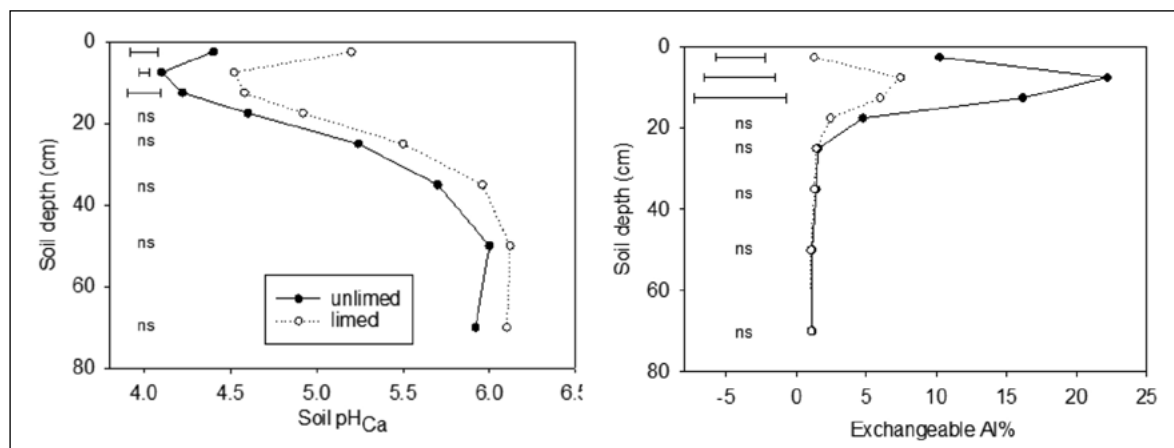 0
20
40
60
80
Soil depth (cm)
ns
ns
ns
ns
ns
unlimed
limed
4.0 4.5 5.0 5.5 6.0 6.5
Soil pHCa
0
20
40
60
80
Soil depth (cm)
ns
ns
ns
ns
ns
-5 0 5 10 15 20 25
Exchangeable Al%